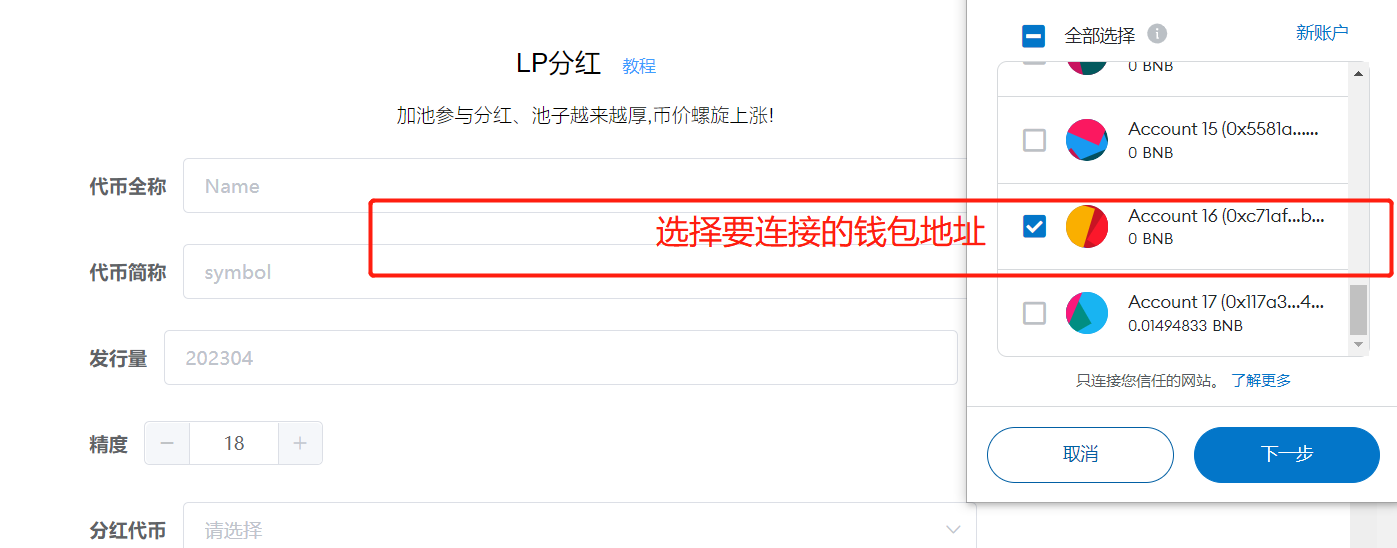 LP分红 教程
加池参与分红、池子越来越厚,币价螺旋上涨!
代币全称 Name
代币简称 symbol
发行量 202304
精度 18
分红代币 请选择
选择要连接的钱包地址
全部选择 新账户
0 BNB
Account 15 (0x5581a......
0 BNB
Account 16 (0xc71af...b...
0 BNB
Account 17 (0x117a3...4...
0.01494833 BNB
只连接您信任的网站。 了解更多
取消 下一步